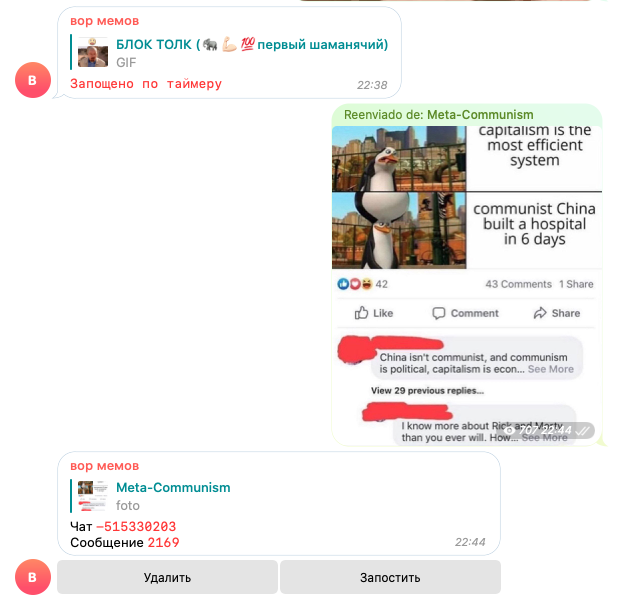 вор мемов
БЛОК ТОЛК (🐘 💪🏻 💯 первый шаманячий)
GIF
Запощено по таймеру
22:38
B
Reenviado de: Meta-Communism
capitalism is the
most efficient
system
communist China
built a hospital
in 6 days
42
43 Comments 1 Share
Like
Comment
Share
China isn't communist, and communism
is political, capitalism is econ... See More
View 29 previous replies...
I know more about Rick and Morty
than you ever will. How... See More
22:44
вор мемов
Meta-Communism
foto
Чат -515330203
Сообщение 2169
22:44
B
Удалить
Запостить